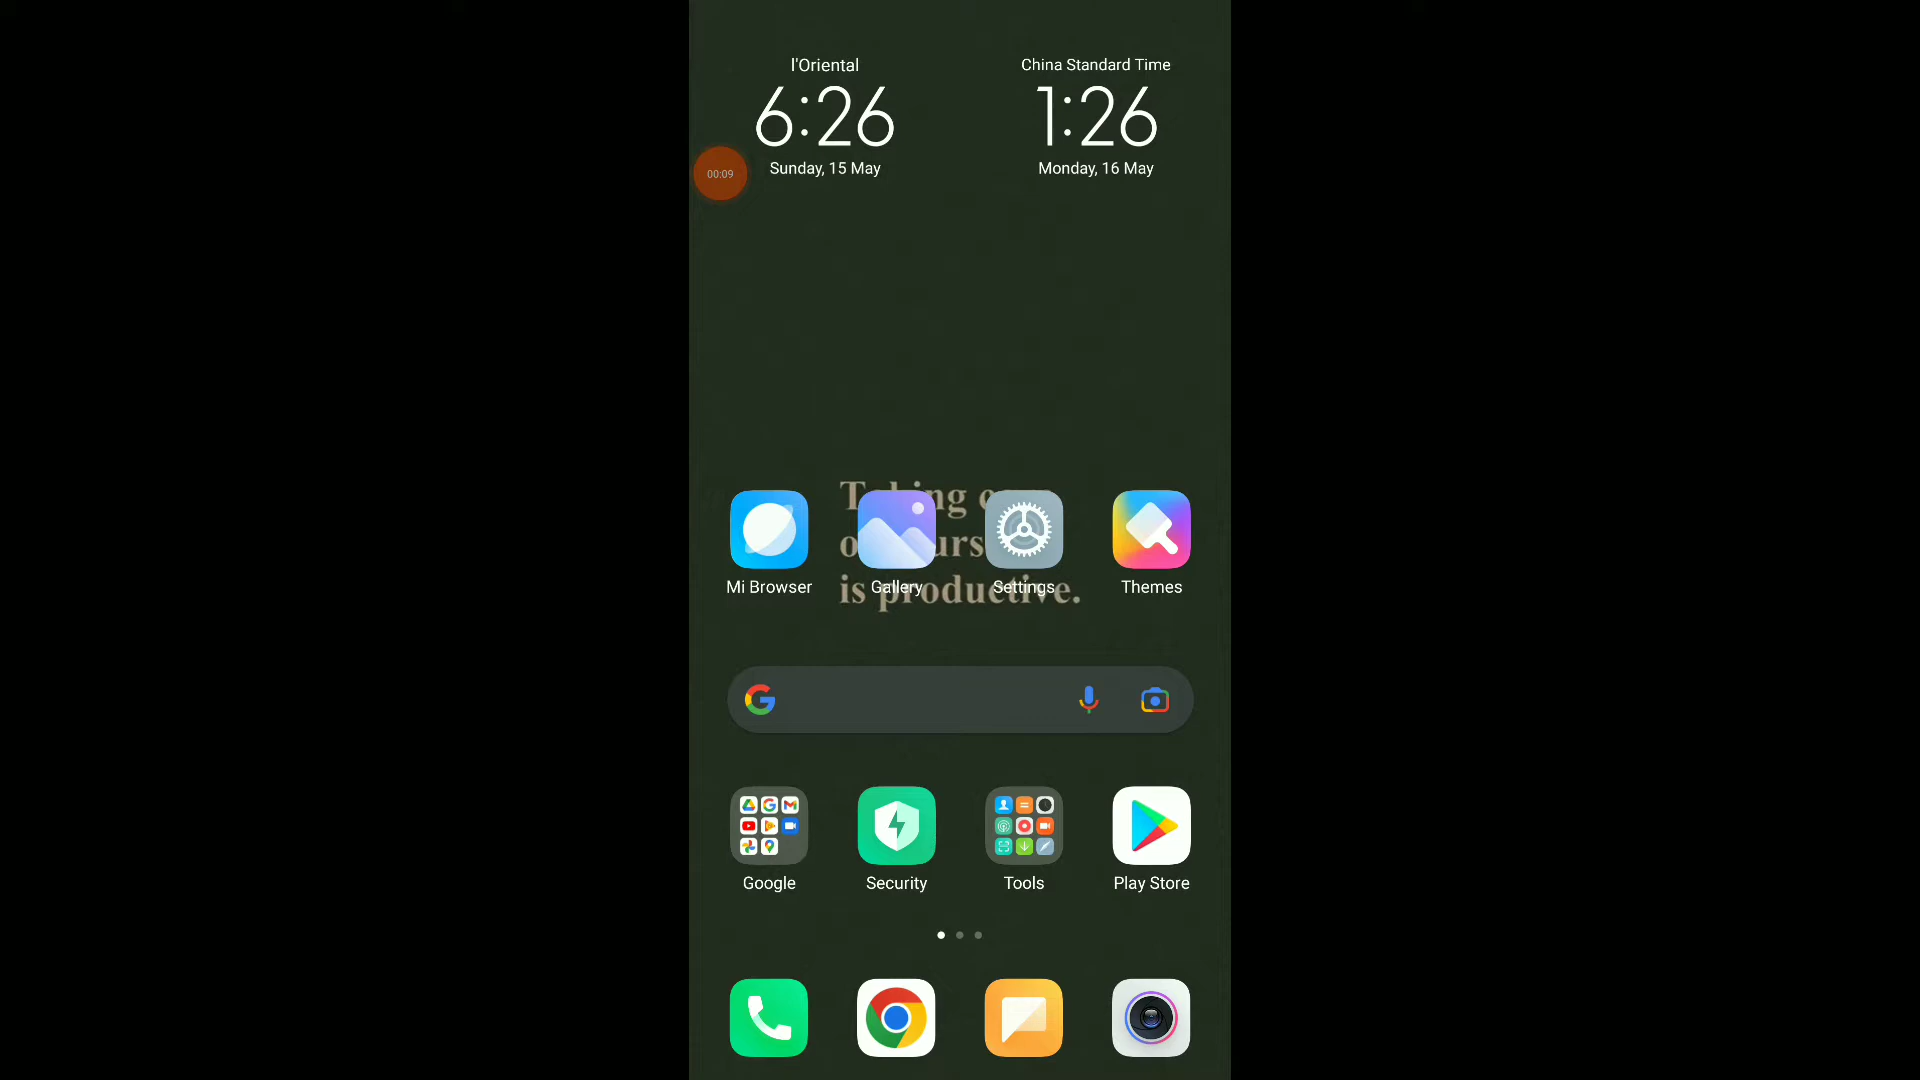 l'Oriental
China Standard Time
6:26
1:26
00:09
Sunday, 15 May
Monday, 16 May
is productive.
Mi Browser
Gallery
Settings
Themes
Google
Security
Tools
Play Store